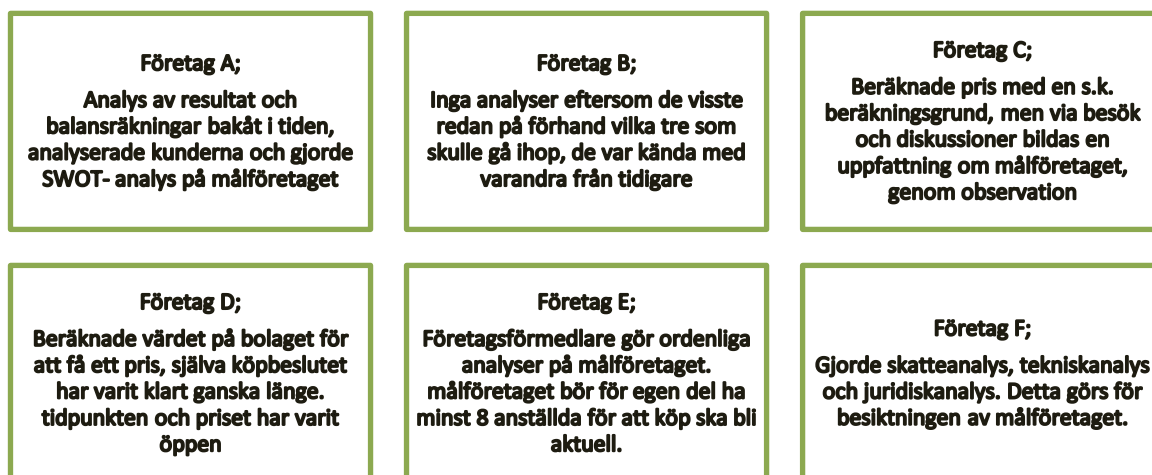 Företag A;
Analys av resultat och
balansräkningar bakåt i tiden,
analyserade kunderna och gjorde
SWOT- analys på målföretaget
Företag B;
Inga analyser eftersom de visste
redan på förhand vilka tre som
skulle gå ihop, de var kända med
varandra från tidigare
Företag C;
Beräknade pris med en s.k.
beräkningsgrund, men via besök
och diskussioner bildas en
uppfattning om målföretaget,
genom observation
Företag D;
Beräknade värdet på bolaget för
att få ett pris, själva köpbeslutet
har varit klart ganska länge.
tidpunkten och priset har varit
öppen
Företag E;
Företagsförmedlare gör ordenliga
analyser på målföretaget.
målföretaget bör för egen del ha
minst 8 anställda för att köp ska bli
aktuell.
Företag F;
Gjorde skatteanalys, tekniskanalys
och juridiskanalys. Detta görs för
besiktningen av målföretaget.